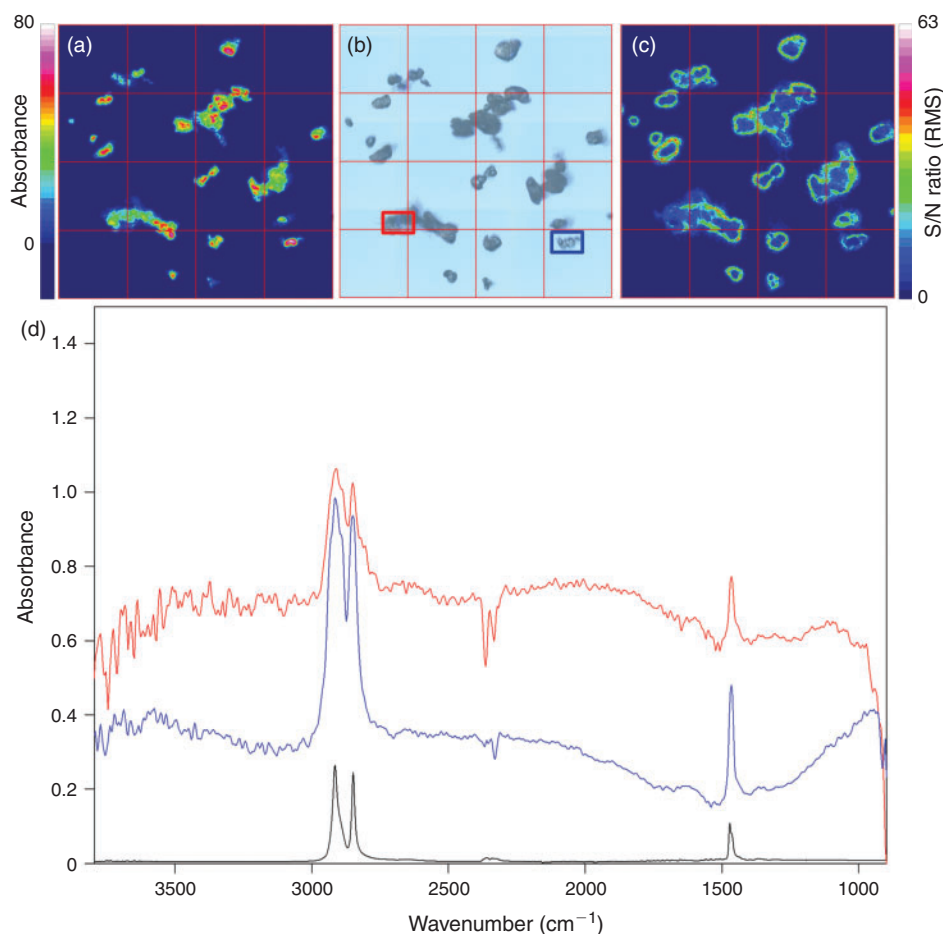 80
Absorbance
0
(a)
(b)
(c)
63
S/N ratio (RMS)
0
(d)
1.4
1.2
1.0
0.8
0.6
0.4
0.2
0
Absorbance
3500
3000
2500
2000
1500
1000
Wavenumber (cm⁻¹)